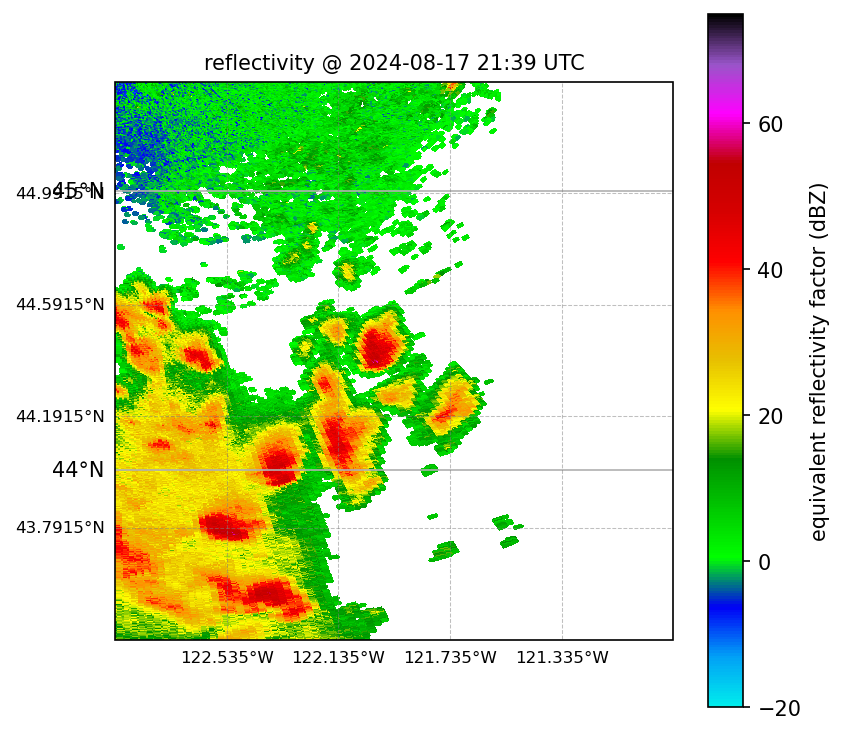 reflectivity @ 2024-08-17 21:39 UTC
45°N
44.9915°N
44.5915°N
44.1915°N
44°N
43.7915°N
122.535°W 122.135°W 121.735°W 121.335°W
60
40
20
0
−20
equivalent reflectivity factor (dBZ)